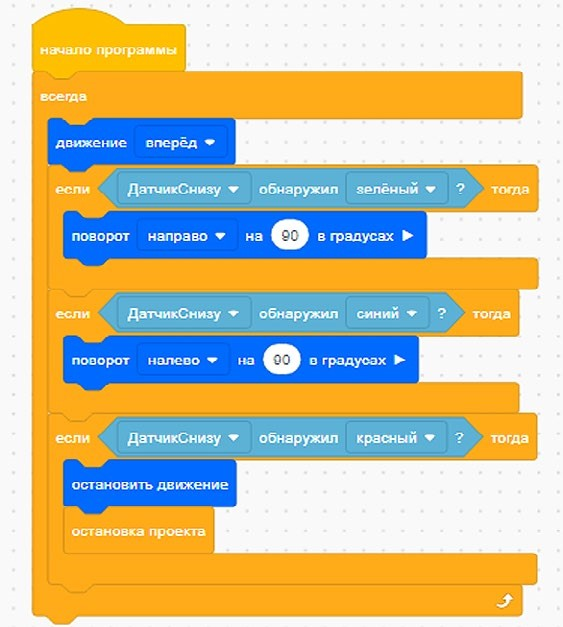 начало программы
всегда
движение вперёд
если ДатчикСнизу обнаружил зелёный ? тогда
поворот направо на 90 в градусах
если ДатчикСнизу обнаружил синий ? тогда
поворот налево на 90 в градусах
если ДатчикСнизу обнаружил красный ? тогда
остановить движение
остановка проекта